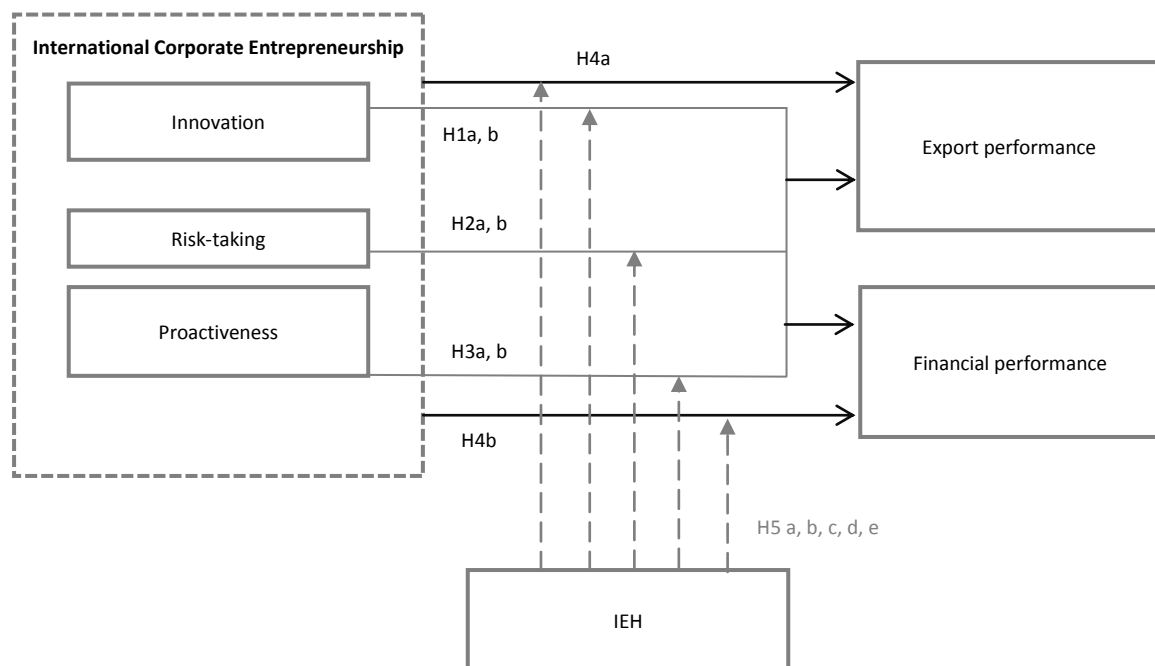 International Corporate Entrepreneurship
H4a
Innovation
H1a, b
Export performance
Risk-taking
H2a, b
Proactiveness
H3a, b
Financial performance
H4b
H5 a, b, c, d, e
IEH